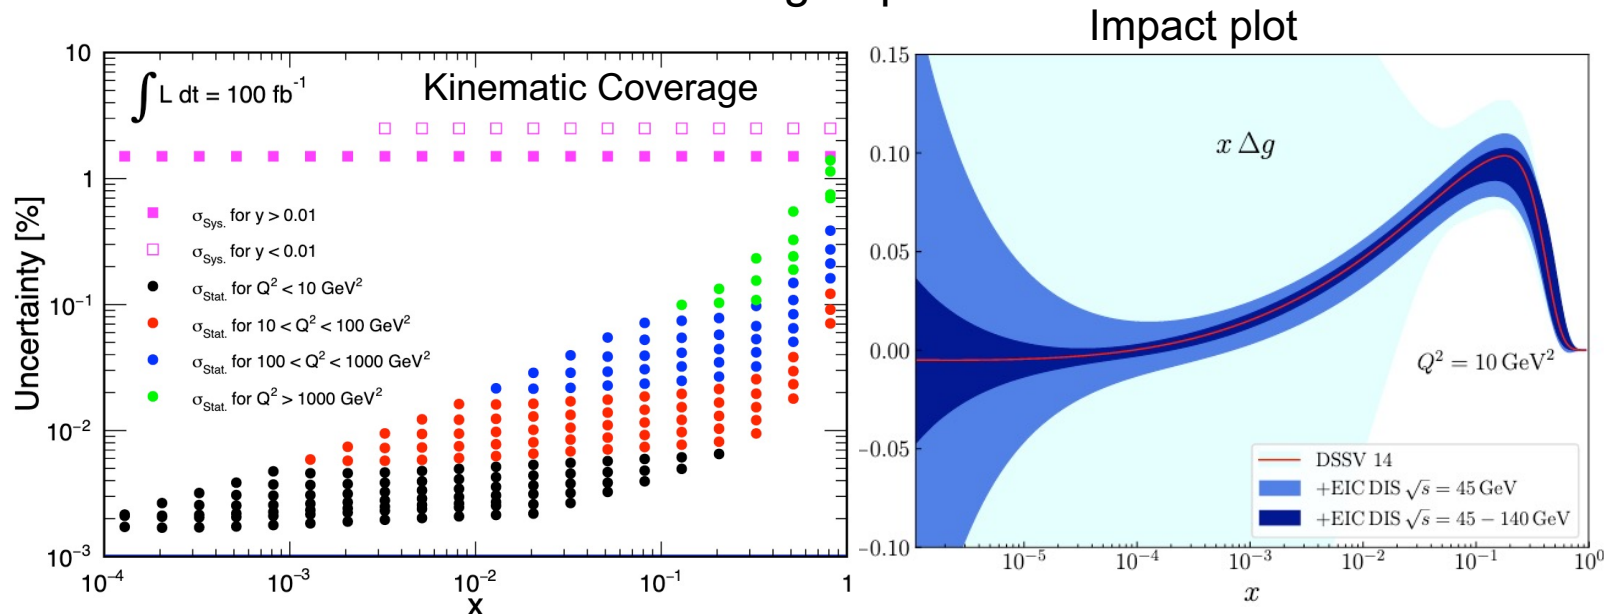 Impact plot
10
1
10⁻¹
10⁻²
10⁻³
Uncertainty [%]
∫ L dt = 100 fb⁻¹
Kinematic Coverage
σSys. for y > 0.01
σSys. for y < 0.01
σStat. for Q² < 10 GeV²
σStat. for 10 < Q² < 100 GeV²
σStat. for 100 < Q² < 1000 GeV²
σStat. for Q² > 1000 GeV²
10⁻⁴ 10⁻³ 10⁻² 10⁻¹ 1
x
0.15
0.10
0.05
0.00
−0.05
−0.10
x Δg
Q² = 10 GeV²
DSSV 14
+EIC DIS √s = 45 GeV
+EIC DIS √s = 45 − 140 GeV
10⁻⁵ 10⁻⁴ 10⁻³ 10⁻² 10⁻¹ 10⁰
x